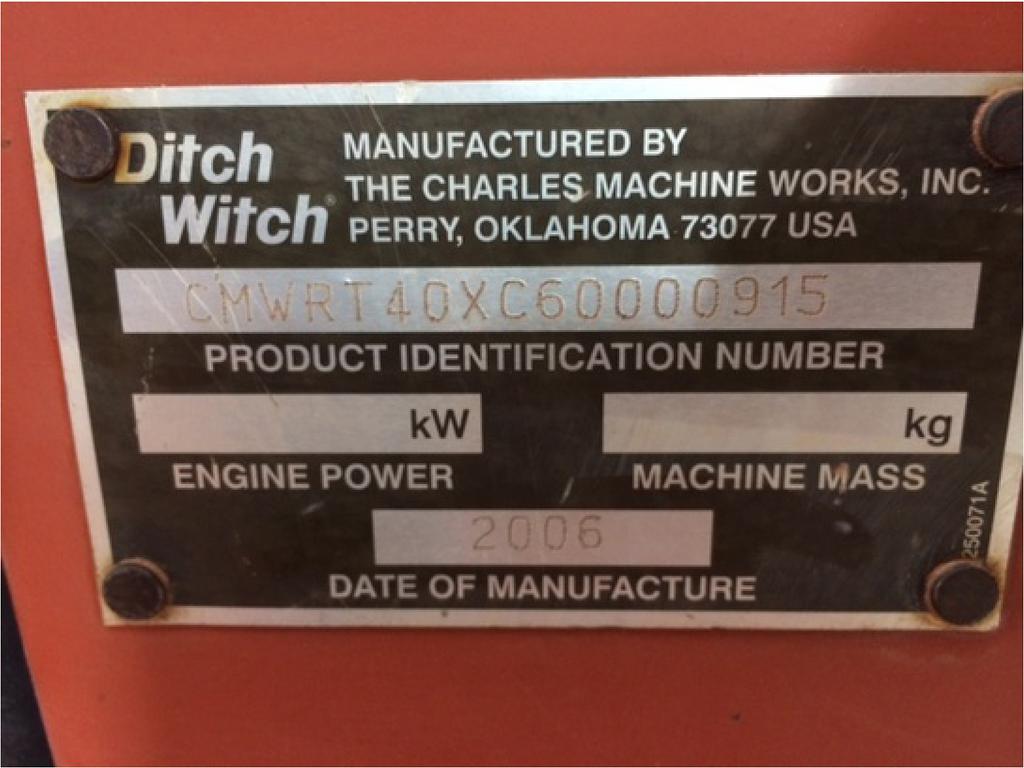 Ditch
Witch®
MANUFACTURED BY
THE CHARLES MACHINE WORKS, INC.
PERRY, OKLAHOMA 73077 USA
CMWRT40XC60000915
PRODUCT IDENTIFICATION NUMBER
kW
ENGINE POWER
kg
MACHINE MASS
2006
DATE OF MANUFACTURE
250071A